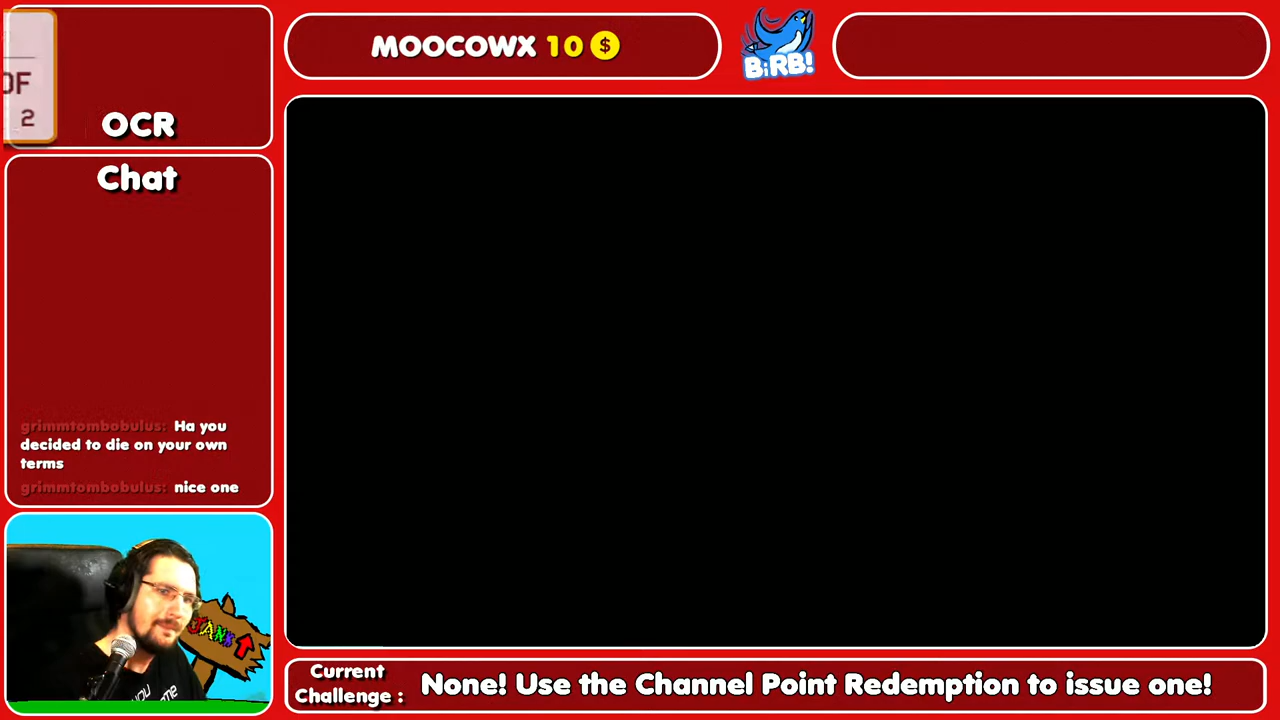 OF
2
OCR
MOOCOWX 10 $
BiRB!
Chat
grimmtombobulus: Ha you
decided to die on your own
terms
grimmtombobulus: nice one
JANK
Current
Challenge :
None! Use the Channel Point Redemption to issue one!